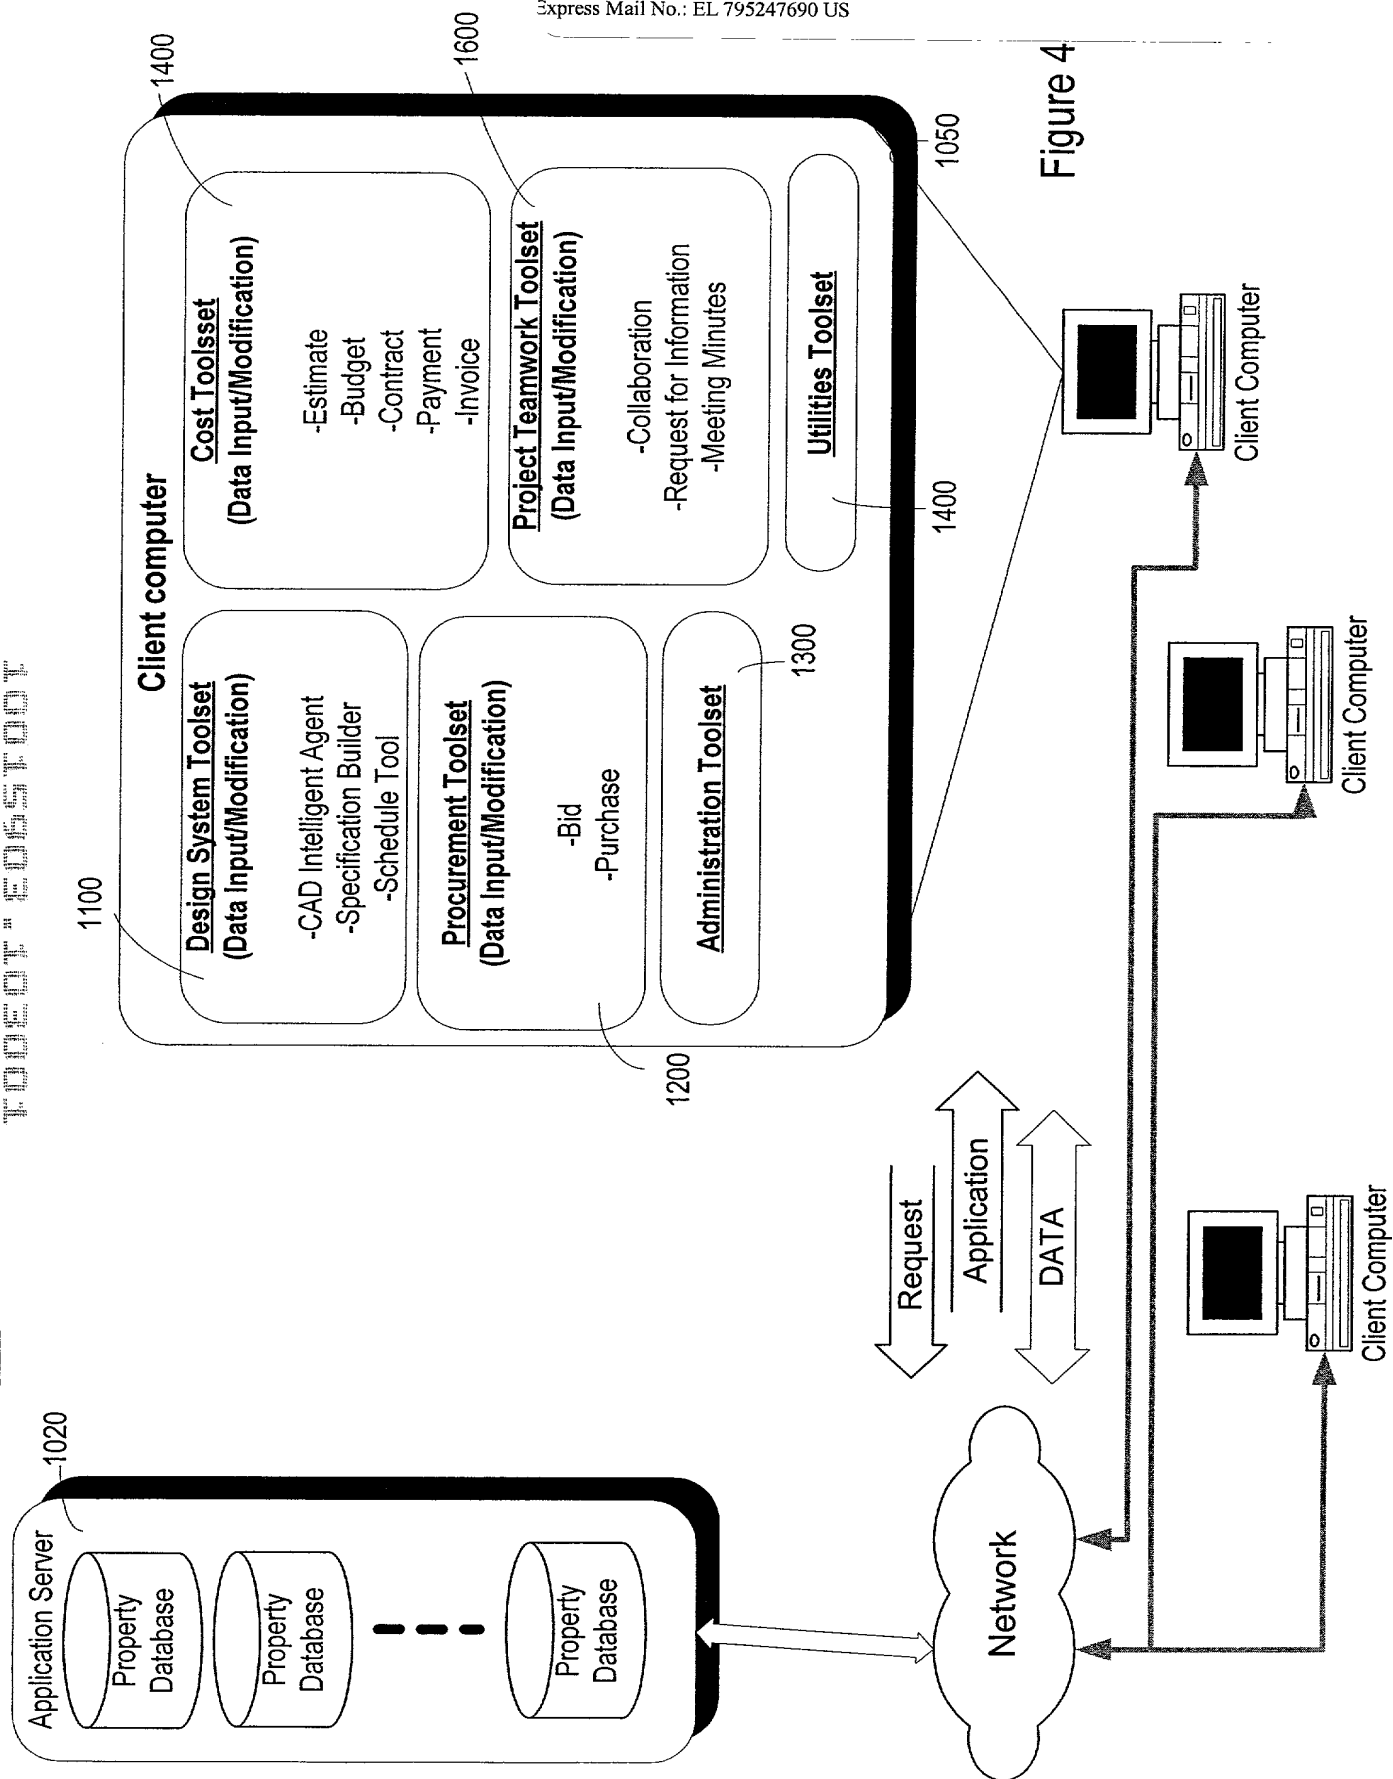 Express Mail No.: EL 795247690 US
Application Server
1020
Property
Database
Property
Database
Property
Database
Network
Request
Application
DATA
Client computer
1100
Design System Toolset
(Data Input/Modification)
-CAD Intelligent Agent
-Specification Builder
-Schedule Tool
Procurement Toolset
(Data Input/Modification)
-Bid
-Purchase
1200
Administration Toolset
1300
1400
Cost Toolsset
(Data Input/Modification)
-Estimate
-Budget
-Contract
-Payment
-Invoice
1600
Project Teamwork Toolset
(Data Input/Modification)
-Collaboration
-Request for Information
-Meeting Minutes
Utilities Toolset
1400
1050
Client Computer
Client Computer
Client Computer
Figure 4